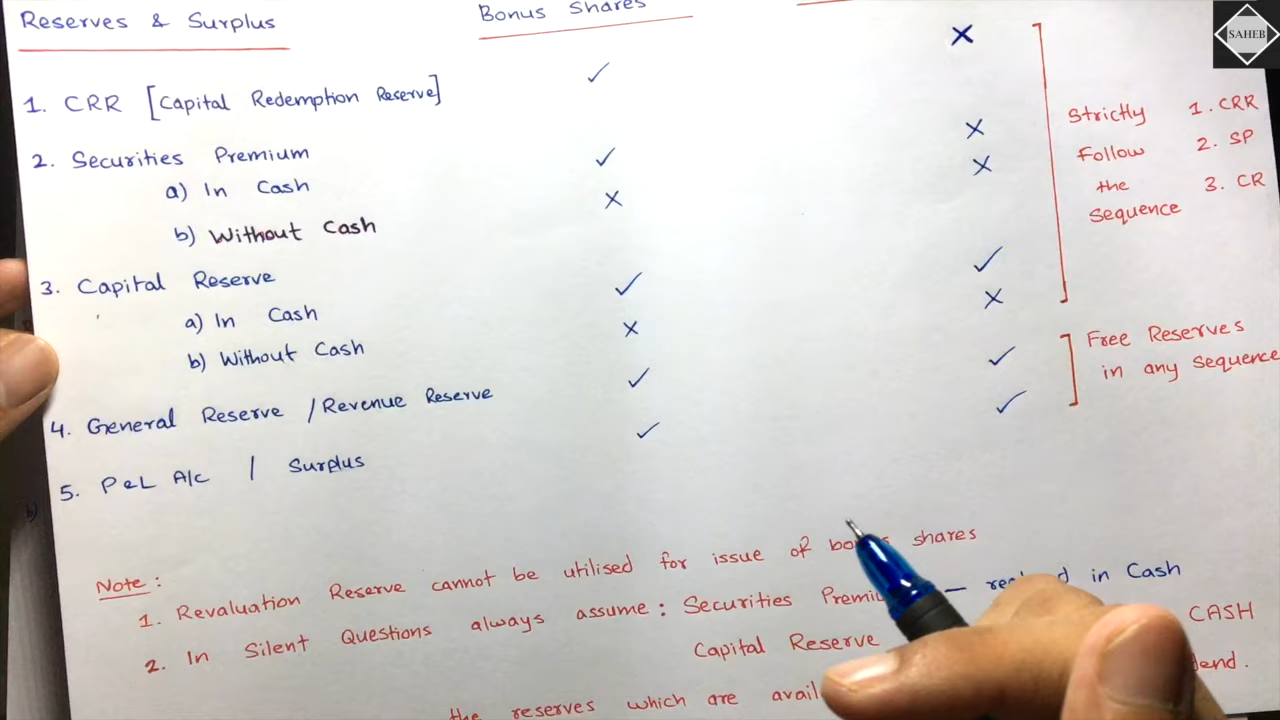 Reserves & Surplus
Bonus Shares
SAHEB
1. CRR [Capital Redemption Reserve]
2. Securities Premium
a) In Cash
b) Without Cash
3. Capital Reserve
a) In Cash
b) Without Cash
4. General Reserve / Revenue Reserve
5. P&L A/c / Surplus
Strictly 1. CRR
Follow 2. SP
the 3. CR
Sequence
Free Reserves
in any sequence
Note:
1. Revaluation Reserve cannot be utilised for issue of shares
2. In Silent Questions always assume: Securities — in Cash
Capital Reserve CASH
the reserves which are